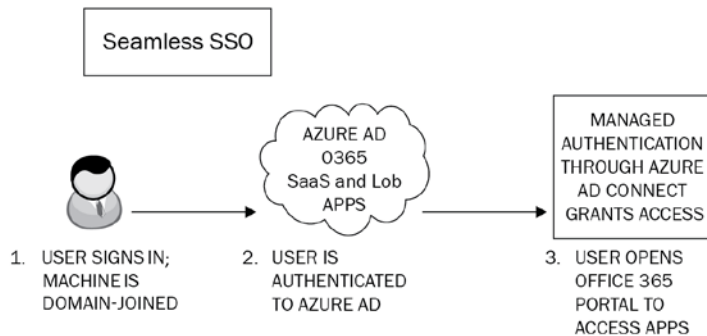 Seamless SSO
AZURE AD
O365
SaaS and Lob
APPS
MANAGED
AUTHENTICATION
THROUGH AZURE
AD CONNECT
GRANTS ACCESS
1. USER SIGNS IN;
MACHINE IS
DOMAIN-JOINED
2. USER IS
AUTHENTICATED
TO AZURE AD
3. USER OPENS
OFFICE 365
PORTAL TO
ACCESS APPS